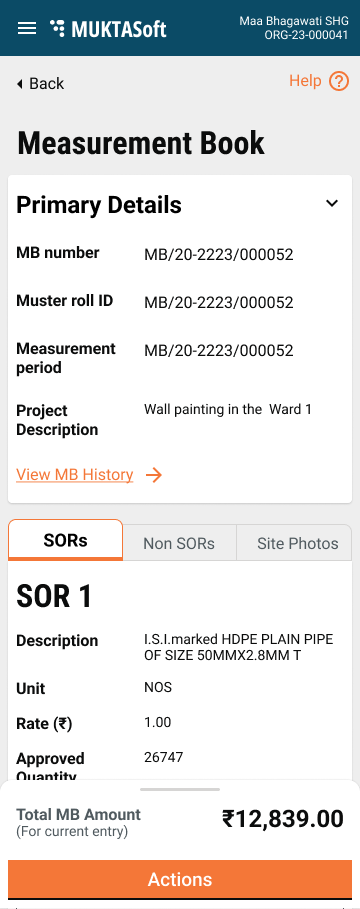 MUKTASoft
Maa Bhagawati SHG
ORG-23-000041
Back
Help
Measurement Book
Primary Details
MB number MB/20-2223/000052
Muster roll ID MB/20-2223/000052
Measurement period MB/20-2223/000052
Project Description Wall painting in the Ward 1
View MB History
SORs Non SORs Site Photos
SOR 1
Description I.S.I.marked HDPE PLAIN PIPE
OF SIZE 50MMX2.8MM T
Unit NOS
Rate (₹) 1.00
Approved 26747
Quantity
Total MB Amount ₹12,839.00
(For current entry)
Actions